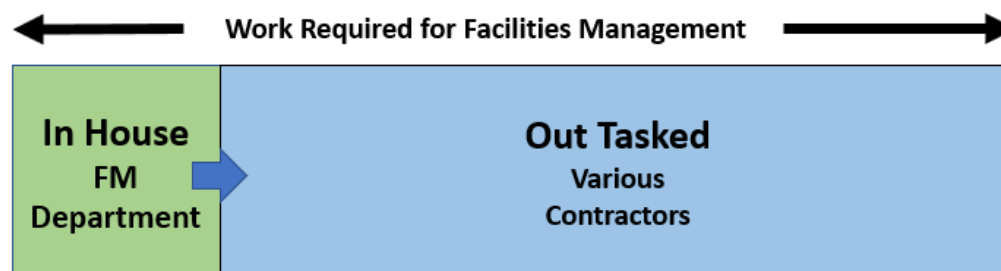 Work Required for Facilities Management
In House
FM
Department
Out Tasked
Various
Contractors